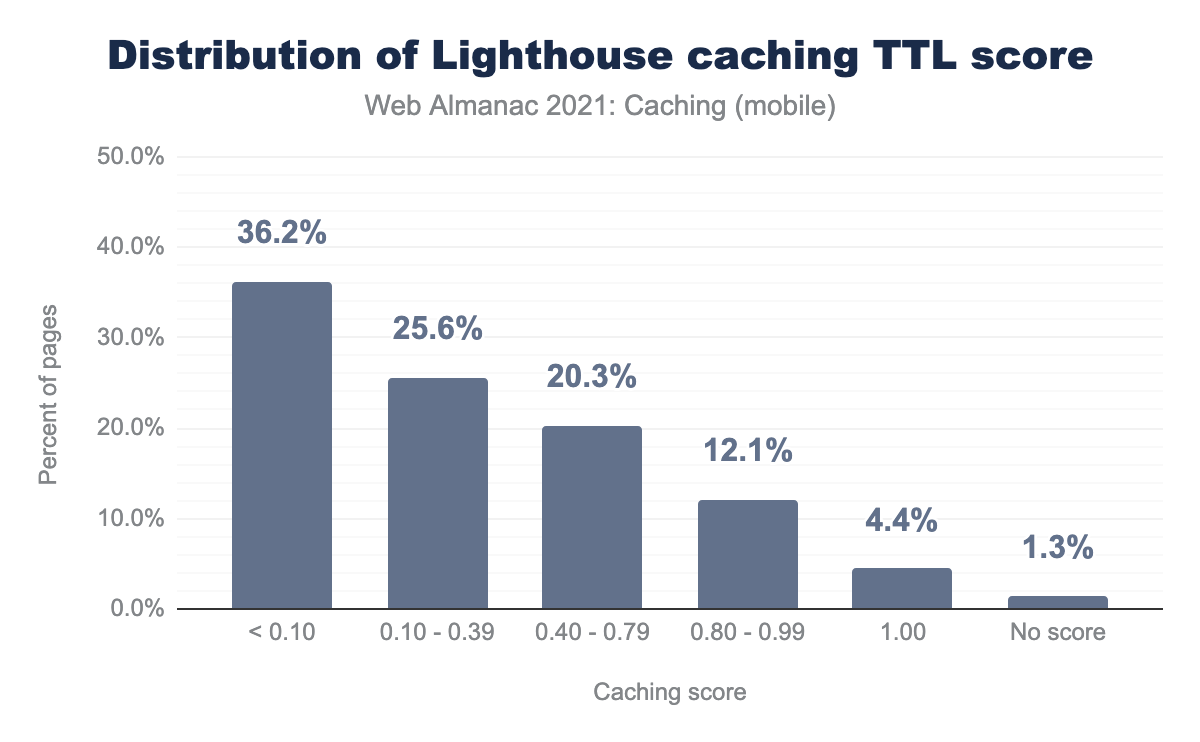 Distribution of Lighthouse caching TTL score
Web Almanac 2021: Caching (mobile)
50.0%
40.0%
30.0%
20.0%
10.0%
0.0%
Percent of pages
36.2%
25.6%
20.3%
12.1%
4.4%
1.3%
< 0.10
0.10 - 0.39
0.40 - 0.79
0.80 - 0.99
1.00
No score
Caching score